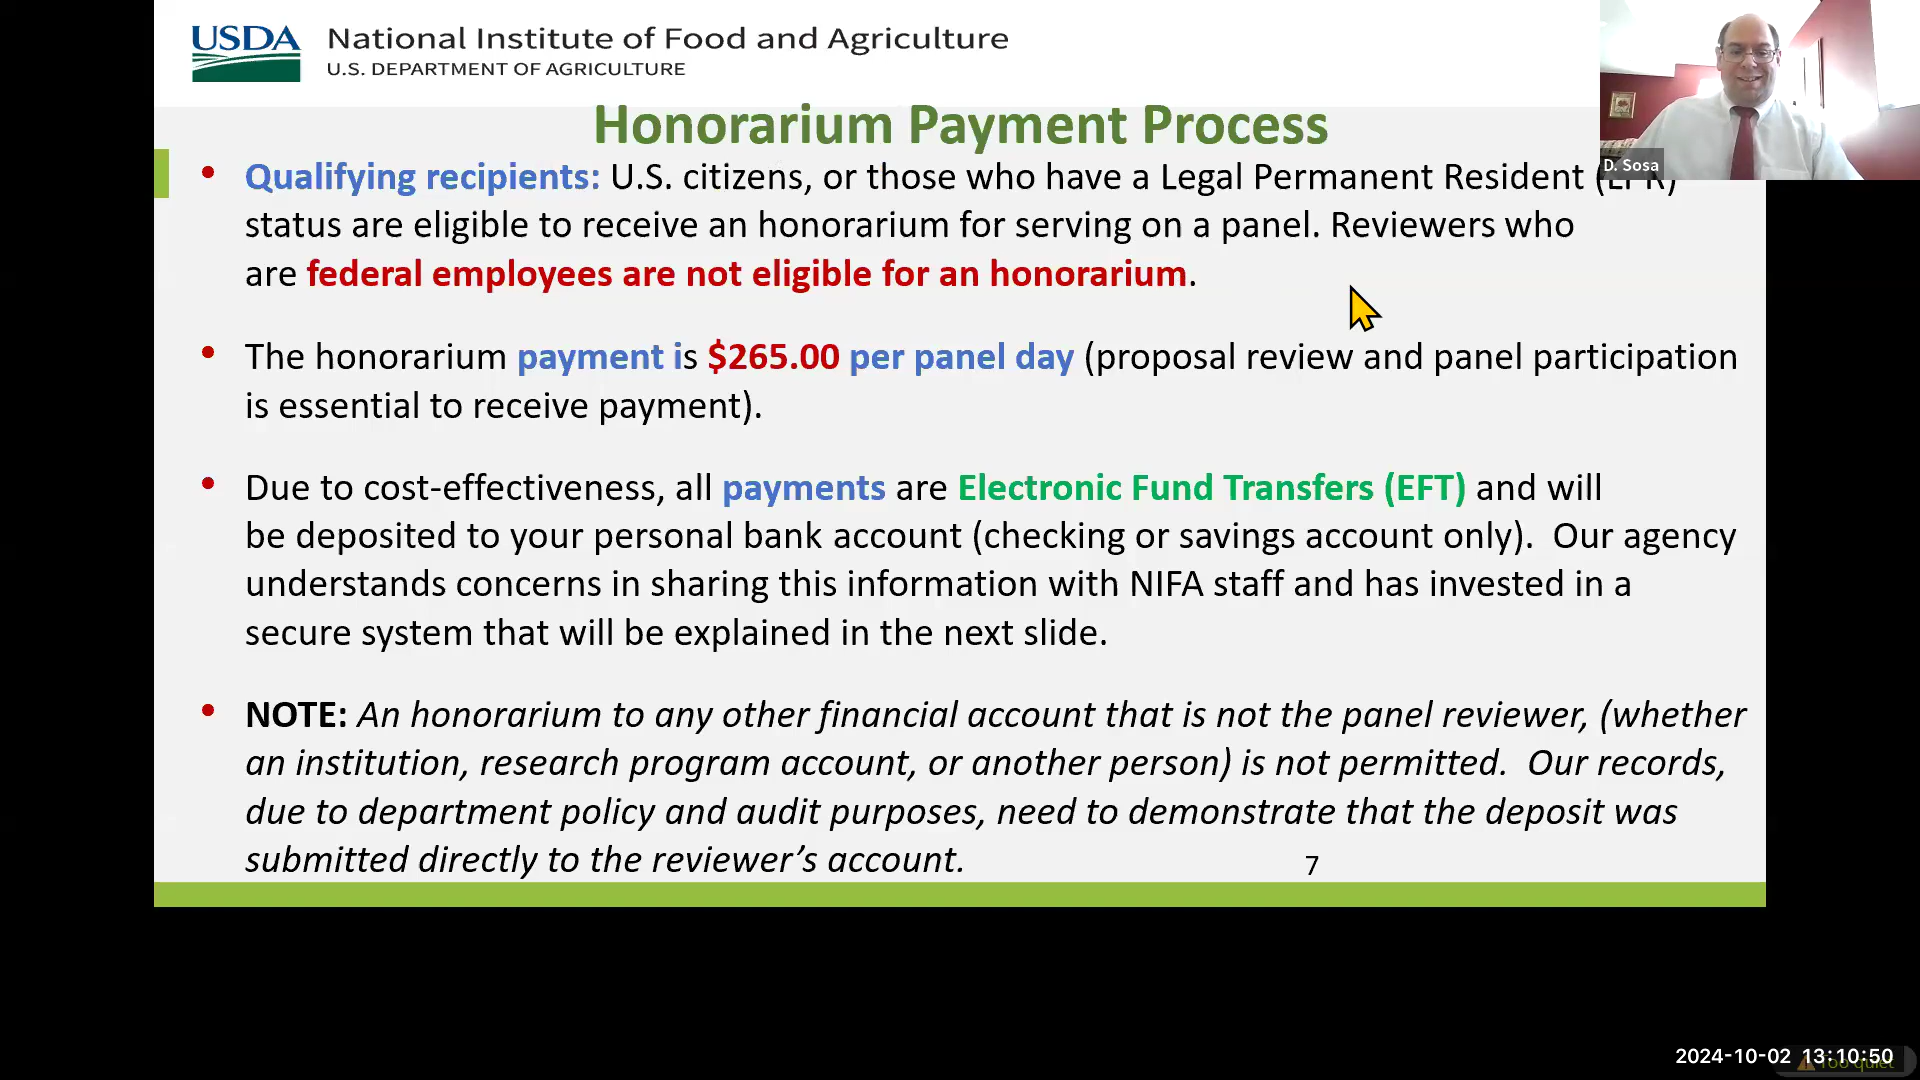 USDA
National Institute of Food and Agriculture
U.S. DEPARTMENT OF AGRICULTURE
D. Sosa
Honorarium Payment Process
• Qualifying recipients: U.S. citizens, or those who have a Legal Permanent Resident (LPR)
status are eligible to receive an honorarium for serving on a panel. Reviewers who
are federal employees are not eligible for an honorarium.
• The honorarium payment is $265.00 per panel day (proposal review and panel participation
is essential to receive payment).
• Due to cost-effectiveness, all payments are Electronic Fund Transfers (EFT) and will
be deposited to your personal bank account (checking or savings account only).  Our agency
understands concerns in sharing this information with NIFA staff and has invested in a
secure system that will be explained in the next slide.
• NOTE: An honorarium to any other financial account that is not the panel reviewer, (whether
an institution, research program account, or another person) is not permitted.  Our records,
due to department policy and audit purposes, need to demonstrate that the deposit was
submitted directly to the reviewer’s account.
7
2024-10-02 13:10:50
Too quiet